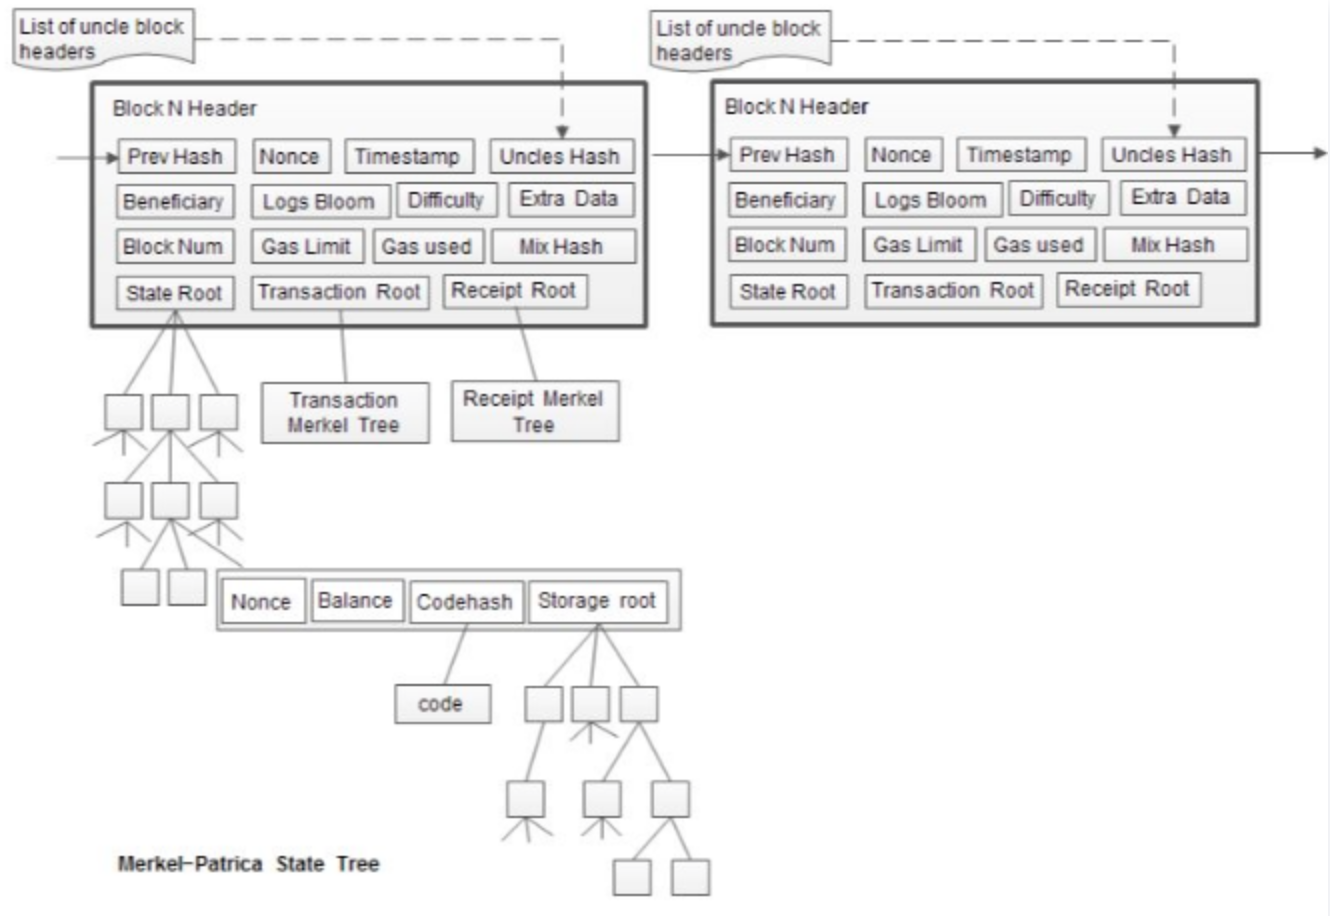 List of uncle block
headers
List of uncle block
headers
Block N Header
Prev Hash Nonce Timestamp Uncles Hash
Beneficiary Logs Bloom Difficulty Extra Data
Block Num Gas Limit Gas used Mix Hash
State Root Transaction Root Receipt Root
Block N Header
Prev Hash Nonce Timestamp Uncles Hash
Beneficiary Logs Bloom Difficulty Extra Data
Block Num Gas Limit Gas used Mix Hash
State Root Transaction Root Receipt Root
Transaction
Merkel Tree
Receipt Merkel
Tree
Nonce Balance Codehash Storage root
code
Merkel-Patrica State Tree